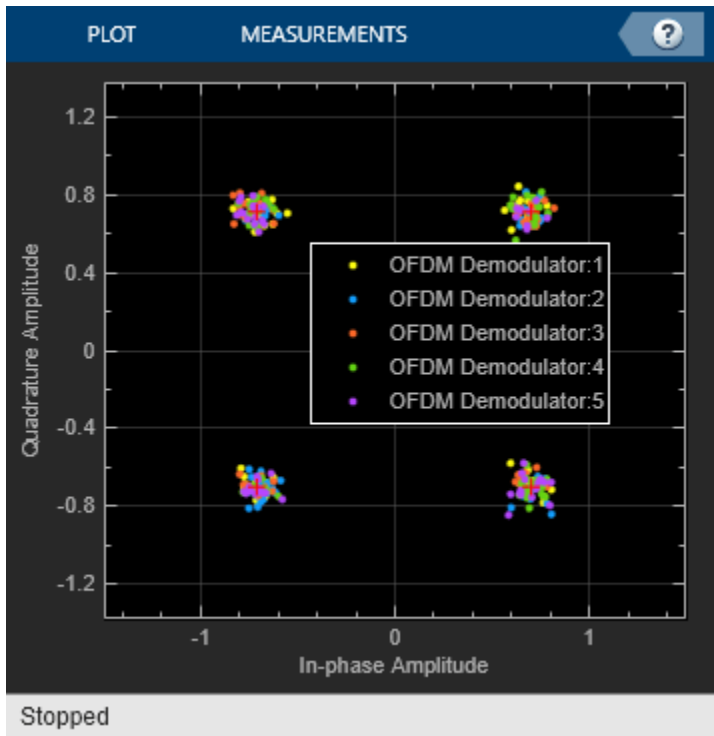 PLOT MEASUREMENTS ?
1.2
0.8
0.4
0
-0.4
-0.8
-1.2
Quadrature Amplitude
OFDM Demodulator:1
OFDM Demodulator:2
OFDM Demodulator:3
OFDM Demodulator:4
OFDM Demodulator:5
-1 0 1
In-phase Amplitude
Stopped